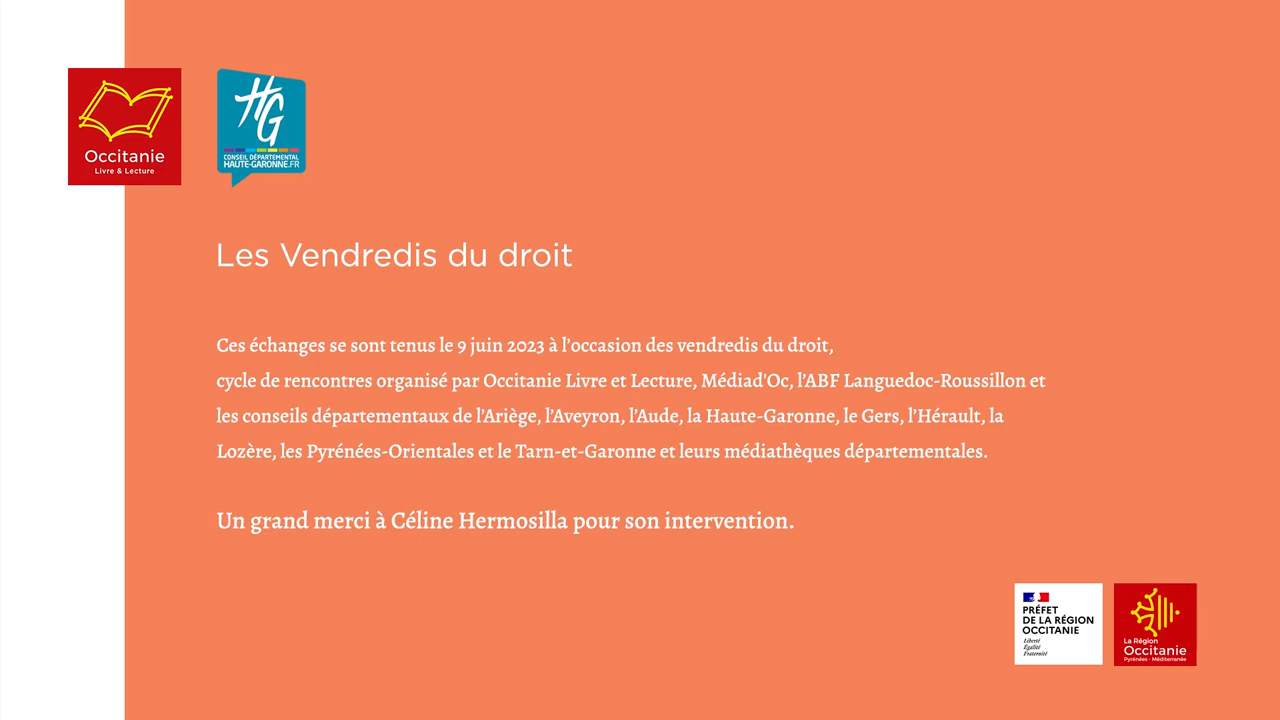 Occitanie
Livre & Lecture
HG
CONSEIL DÉPARTEMENTAL
HAUTE-GARONNE.FR
Les Vendredis du droit
Ces échanges se sont tenus le 9 juin 2023 à l’occasion des vendredis du droit,
cycle de rencontres organisé par Occitanie Livre et Lecture, Médiad'Oc, l’ABF Languedoc-Roussillon et
les conseils départementaux de l’Ariège, l’Aveyron, l’Aude, la Haute-Garonne, le Gers, l’Hérault, la
Lozère, les Pyrénées-Orientales et le Tarn-et-Garonne et leurs médiathèques départementales.
Un grand merci à Céline Hermosilla pour son intervention.
PRÉFET
DE LA RÉGION
OCCITANIE
Liberté
Égalité
Fraternité
La Région
Occitanie
Pyrénées - Méditerranée